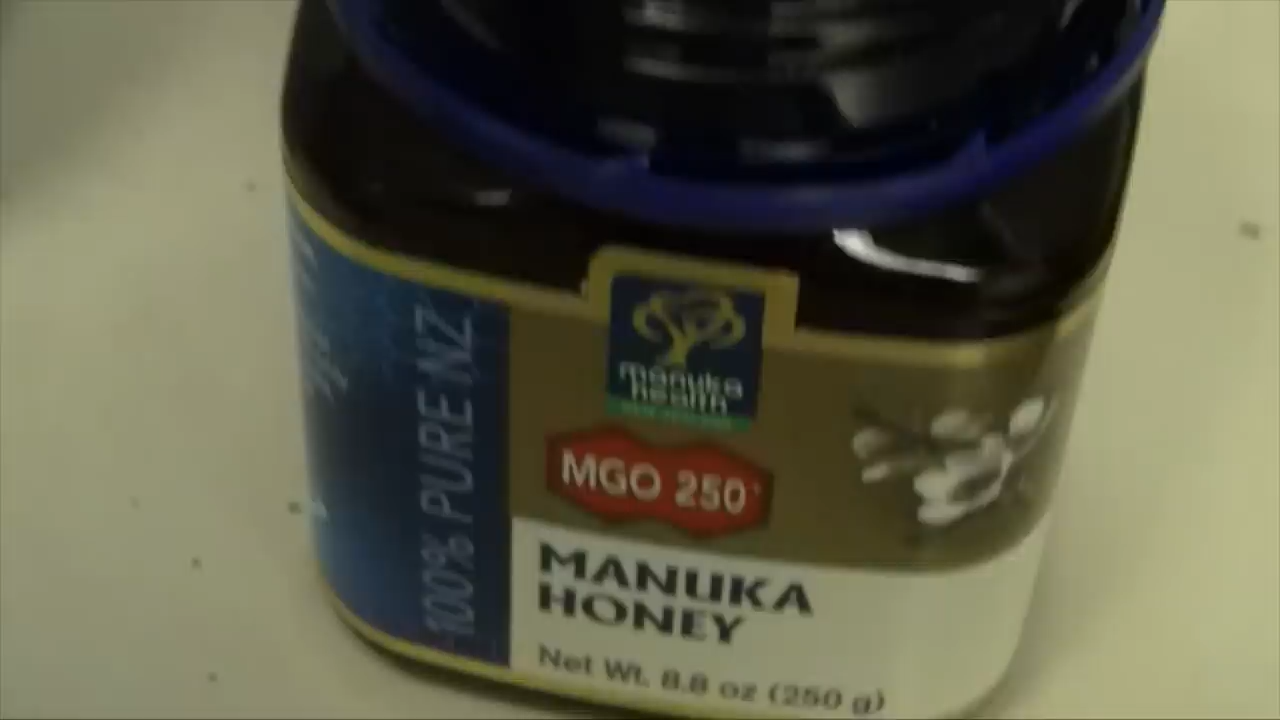 manuka
health
MGO 250
100% PURE NZ
MANUKA
HONEY
Net Wt. 8.8 oz (250 g)